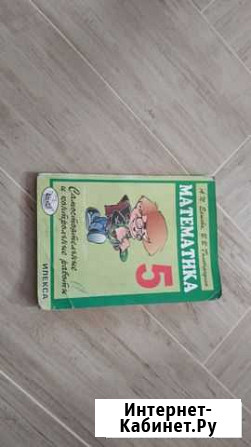 МАТЕМАТИКА
5
Самостоятельные
и контрольные работы
ИЛЕКСА
Интернет-
Кабинет.Ру